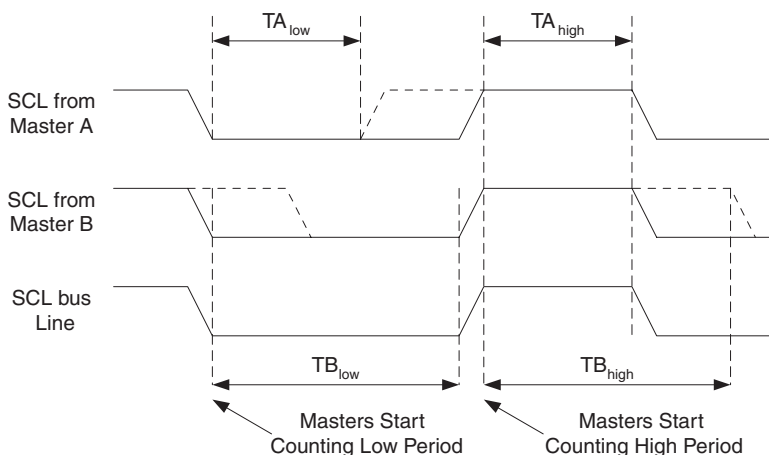 TA low
TA high
SCL from
Master A
SCL from
Master B
SCL bus
Line
TB low
TB high
Masters Start
Counting Low Period
Masters Start
Counting High Period